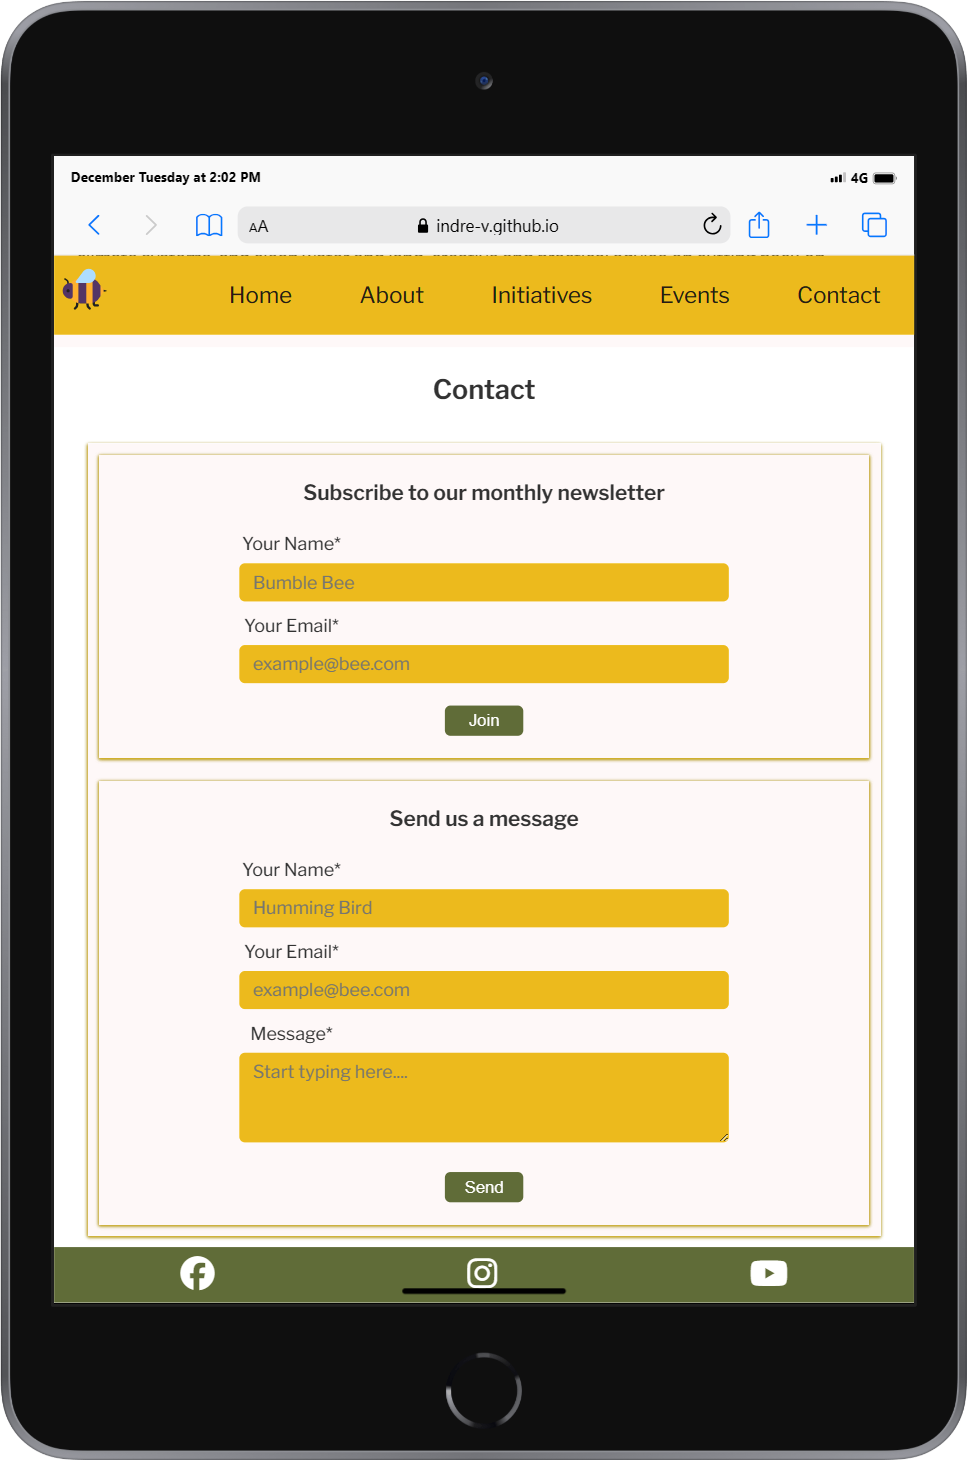 December Tuesday at 2:02 PM
4G
AA
indre-v.github.io
Home About Initiatives Events Contact
Contact
Subscribe to our monthly newsletter
Your Name*
Bumble Bee
Your Email*
example@bee.com
Join
Send us a message
Your Name*
Humming Bird
Your Email*
example@bee.com
Message*
Start typing here....
Send